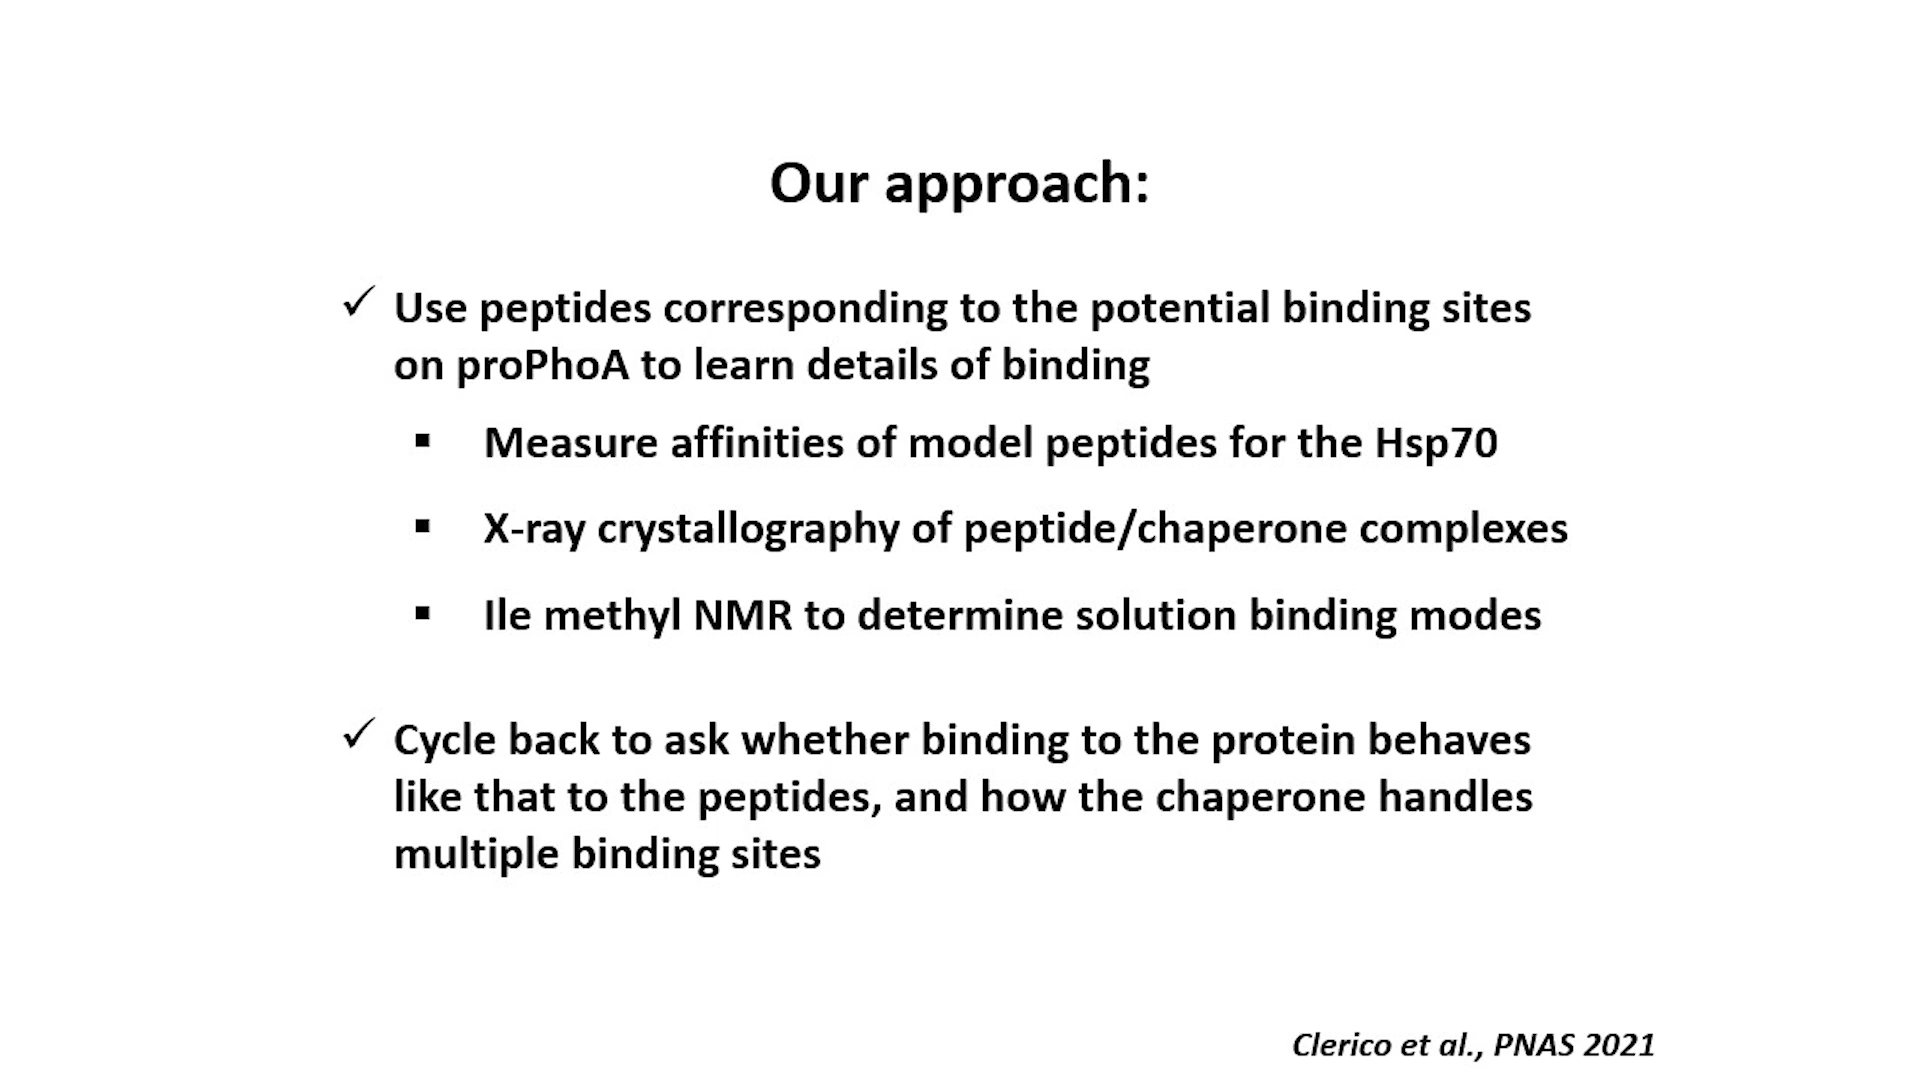 Our approach:
✓ Use peptides corresponding to the potential binding sites
on proPhoA to learn details of binding
▪ Measure affinities of model peptides for the Hsp70
▪ X-ray crystallography of peptide/chaperone complexes
▪ Ile methyl NMR to determine solution binding modes
✓ Cycle back to ask whether binding to the protein behaves
like that to the peptides, and how the chaperone handles
multiple binding sites
Clerico et al., PNAS 2021